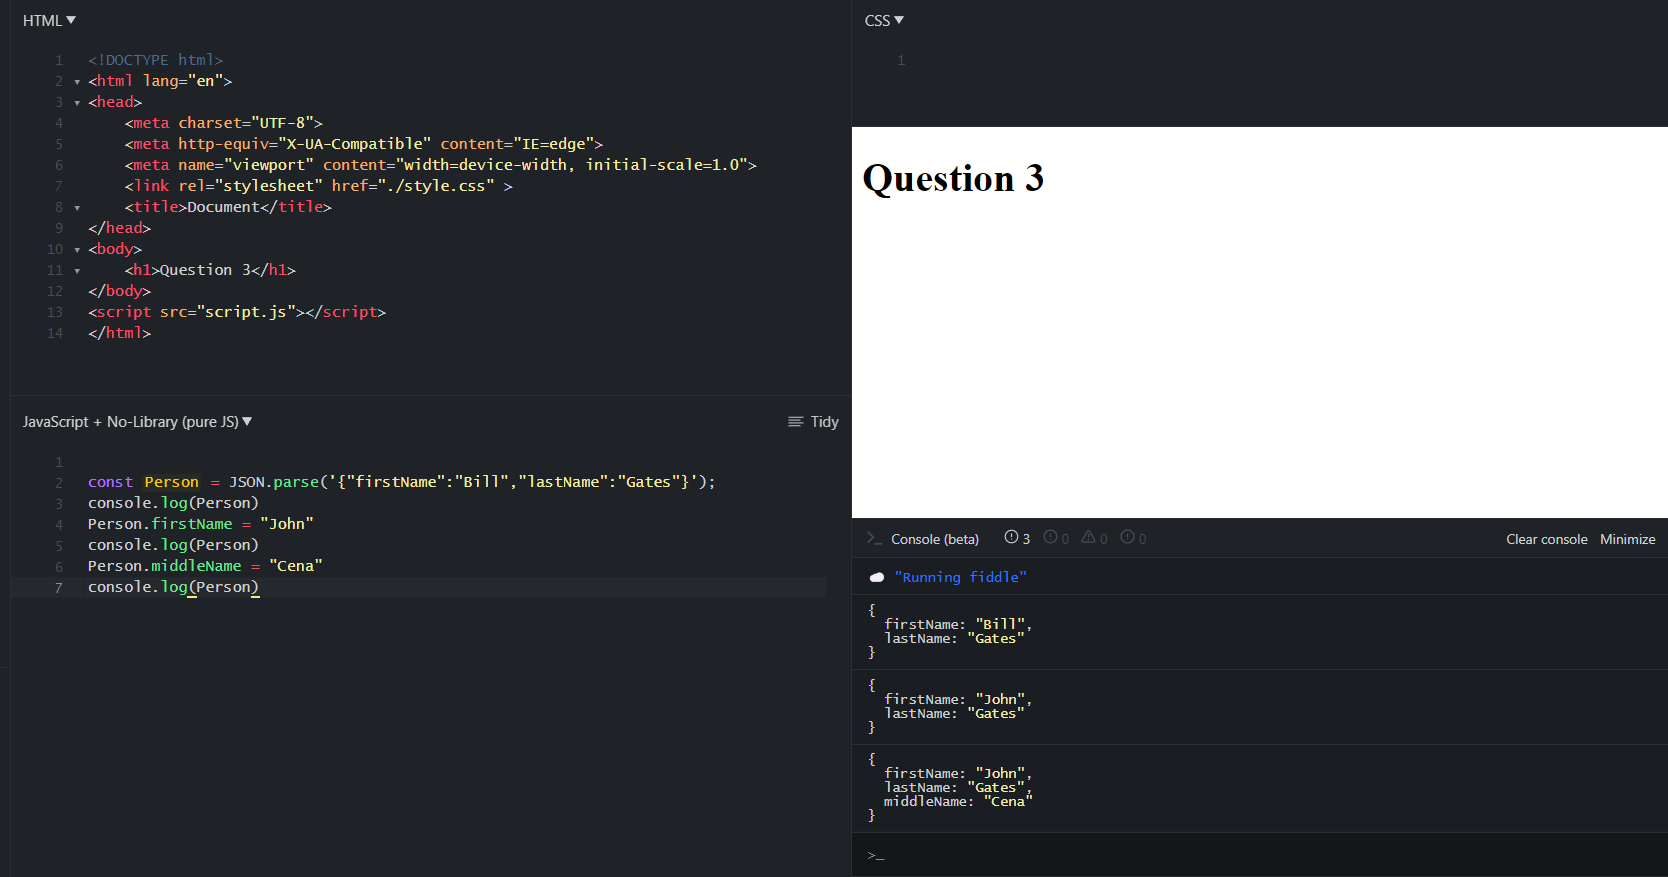 HTML
1 <!DOCTYPE html>
2 <html lang="en">
3 <head>
4 <meta charset="UTF-8">
5 <meta http-equiv="X-UA-Compatible" content="IE=edge">
6 <meta name="viewport" content="width=device-width, initial-scale=1.0">
7 <link rel="stylesheet" href="./style.css" >
8 <title>Document</title>
9 </head>
10 <body>
11 <h1>Question 3</h1>
12 </body>
13 <script src="script.js"></script>
14 </html>
JavaScript + No-Library (pure JS)
Tidy
1
2 const Person = JSON.parse('{"firstName":"Bill","lastName":"Gates"}');
3 console.log(Person)
4 Person.firstName = "John"
5 console.log(Person)
6 Person.middleName = "Cena"
7 console.log(Person)
CSS
1
Question 3
>_ Console (beta) 3 0 0 0 Clear console Minimize
"Running fiddle"
{
firstName: "Bill",
lastName: "Gates"
}
{
firstName: "John",
lastName: "Gates"
}
{
firstName: "John",
lastName: "Gates",
middleName: "Cena"
}
>_